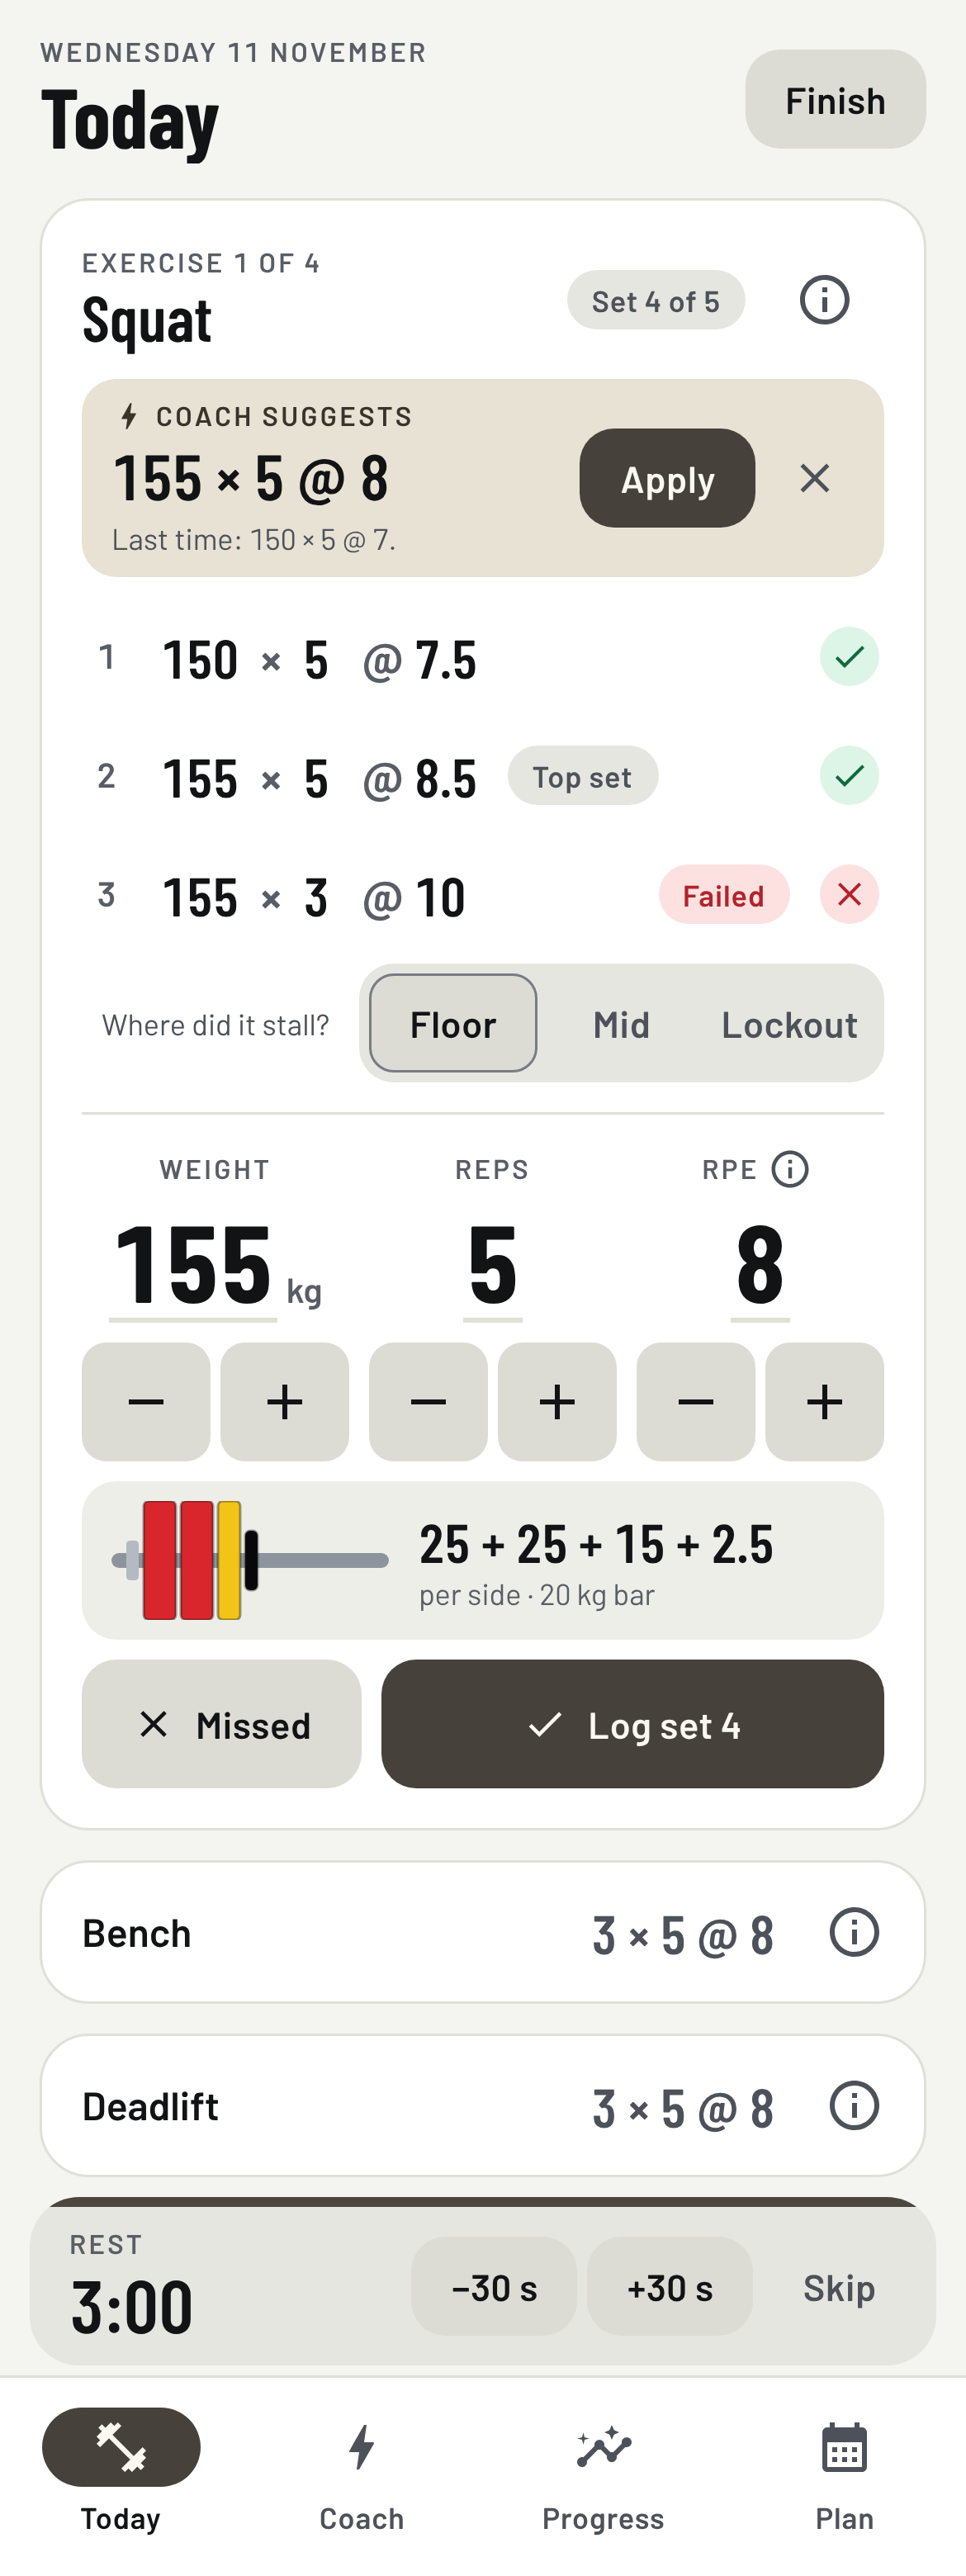 WEDNESDAY 11 NOVEMBER
Today
Finish
EXERCISE 1 OF 4
Squat
Set 4 of 5
COACH SUGGESTS
155 × 5 @ 8
Last time: 150 × 5 @ 7.
Apply
1 150 × 5 @ 7.5
2 155 × 5 @ 8.5 Top set
3 155 × 3 @ 10 Failed
Where did it stall? Floor Mid Lockout
WEIGHT REPS RPE
155 kg 5 8
25 + 25 + 15 + 2.5
per side · 20 kg bar
Missed Log set 4
Bench 3 × 5 @ 8
Deadlift 3 × 5 @ 8
REST
3:00
−30 s +30 s Skip
Today Coach Progress Plan